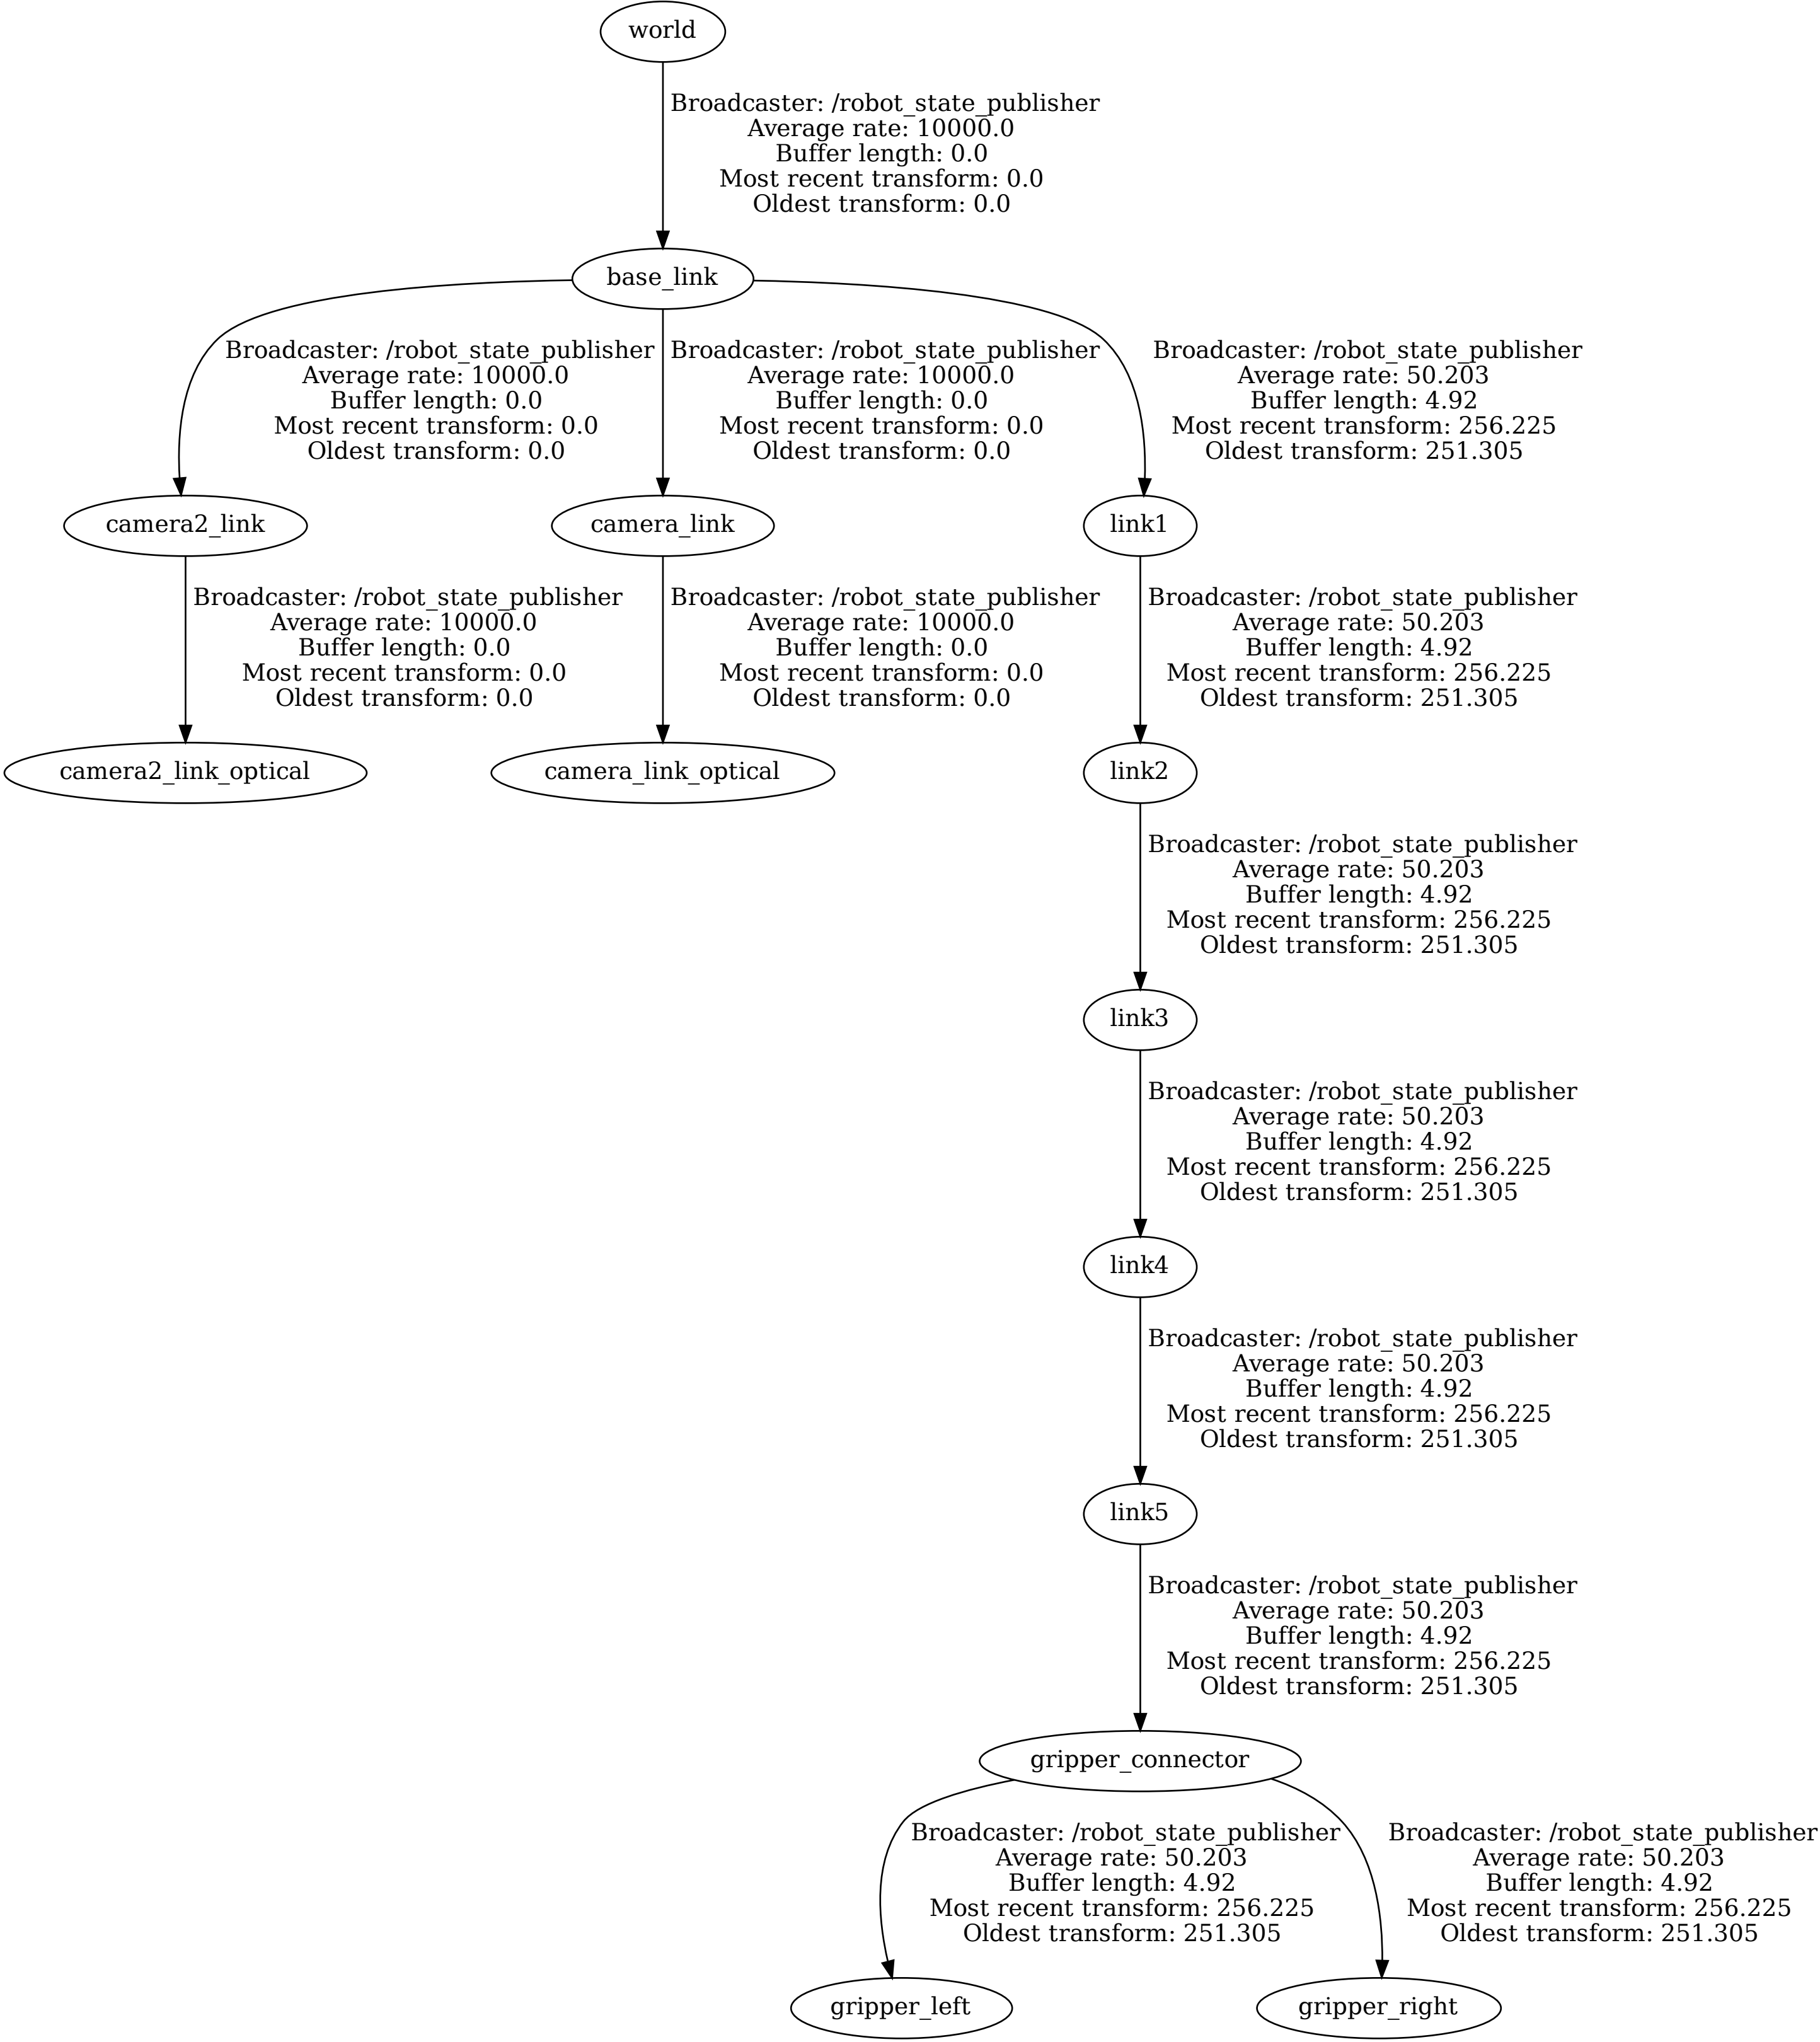 world
Broadcaster: /robot_state_publisher
Average rate: 10000.0
Buffer length: 0.0
Most recent transform: 0.0
Oldest transform: 0.0
base_link
Broadcaster: /robot_state_publisher
Average rate: 10000.0
Buffer length: 0.0
Most recent transform: 0.0
Oldest transform: 0.0
Broadcaster: /robot_state_publisher
Average rate: 10000.0
Buffer length: 0.0
Most recent transform: 0.0
Oldest transform: 0.0
Broadcaster: /robot_state_publisher
Average rate: 50.203
Buffer length: 4.92
Most recent transform: 256.225
Oldest transform: 251.305
camera2_link
camera_link
link1
Broadcaster: /robot_state_publisher
Average rate: 10000.0
Buffer length: 0.0
Most recent transform: 0.0
Oldest transform: 0.0
Broadcaster: /robot_state_publisher
Average rate: 10000.0
Buffer length: 0.0
Most recent transform: 0.0
Oldest transform: 0.0
Broadcaster: /robot_state_publisher
Average rate: 50.203
Buffer length: 4.92
Most recent transform: 256.225
Oldest transform: 251.305
camera2_link_optical
camera_link_optical
link2
Broadcaster: /robot_state_publisher
Average rate: 50.203
Buffer length: 4.92
Most recent transform: 256.225
Oldest transform: 251.305
link3
Broadcaster: /robot_state_publisher
Average rate: 50.203
Buffer length: 4.92
Most recent transform: 256.225
Oldest transform: 251.305
link4
Broadcaster: /robot_state_publisher
Average rate: 50.203
Buffer length: 4.92
Most recent transform: 256.225
Oldest transform: 251.305
link5
Broadcaster: /robot_state_publisher
Average rate: 50.203
Buffer length: 4.92
Most recent transform: 256.225
Oldest transform: 251.305
gripper_connector
Broadcaster: /robot_state_publisher
Average rate: 50.203
Buffer length: 4.92
Most recent transform: 256.225
Oldest transform: 251.305
Broadcaster: /robot_state_publisher
Average rate: 50.203
Buffer length: 4.92
Most recent transform: 256.225
Oldest transform: 251.305
gripper_left
gripper_right